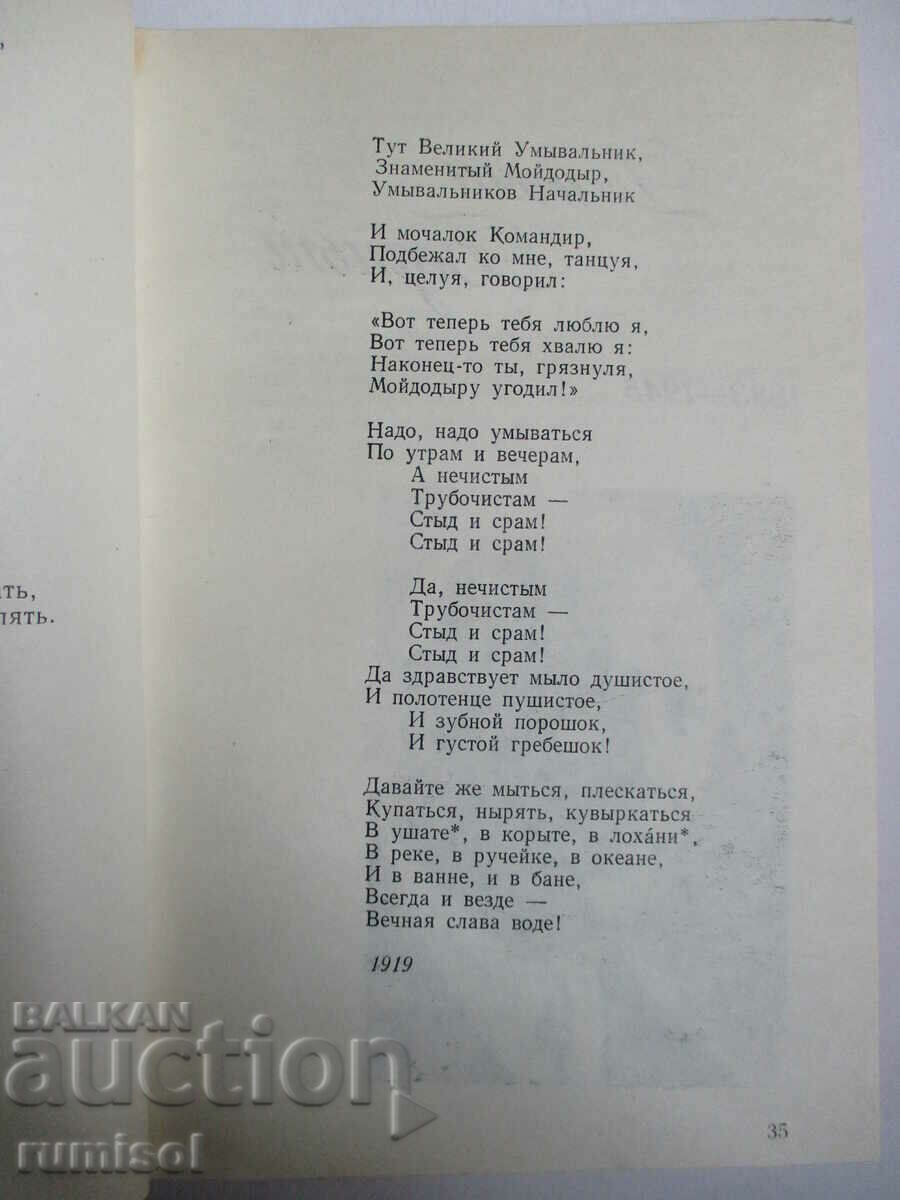 ять.
Тут Великий Умывальник,
Знаменитый Мойдодыр,
Умывальников Начальник
И мочалок Командир,
Подбежал ко мне, танцуя,
И, целуя, говорил:
«Вот теперь тебя люблю я,
Вот теперь тебя хвалю я:
Наконец-то ты, грязнуля,
Мойдодыру угодил!»
Надо, надо умываться
По утрам и вечерам,
А нечистым
Трубочистам —
Стыд и срам!
Стыд и срам!
Да, нечистым
Трубочистам —
Стыд и срам!
Стыд и срам!
Да здравствует мыло душистое,
И полотенце пушистое,
И зубной порошок,
И густой гребешок!
Давайте же мыться, плескаться,
Купаться, нырять, кувыркаться
В ушате*, в корыте, в лоха́ни*,
В реке, в ручейке, в океане,
И в ванне, и в бане,
Всегда и везде —
Вечная слава воде!
1919
35
BALKAN
auction
rumisol